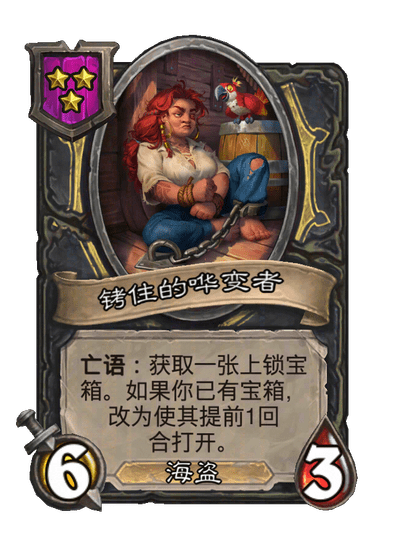 铐住的哗变者
亡语：获取一张上锁宝
箱。如果你已有宝箱，
改为使其提前1回
合打开。
6
海盗
3